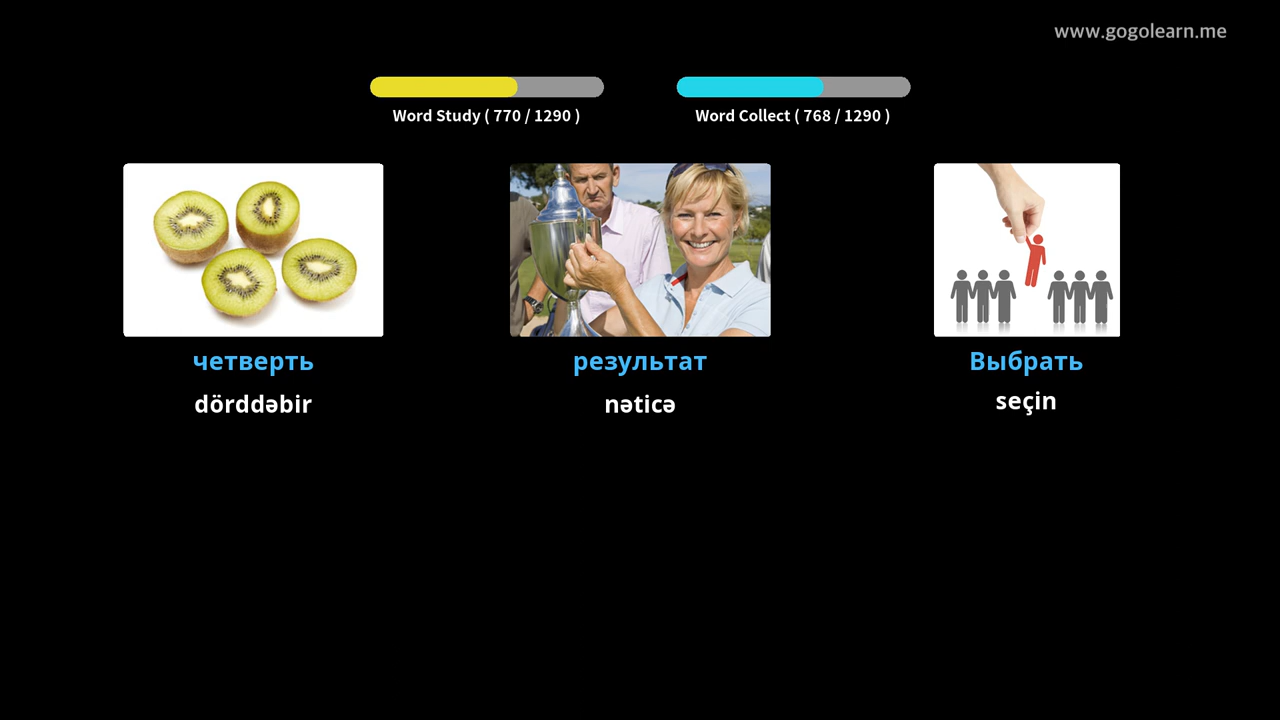 www.gogolearn.me
Word Study ( 770 / 1290 )
Word Collect ( 768 / 1290 )
четверть
результат
Выбрать
dörddəbir
nəticə
seçin